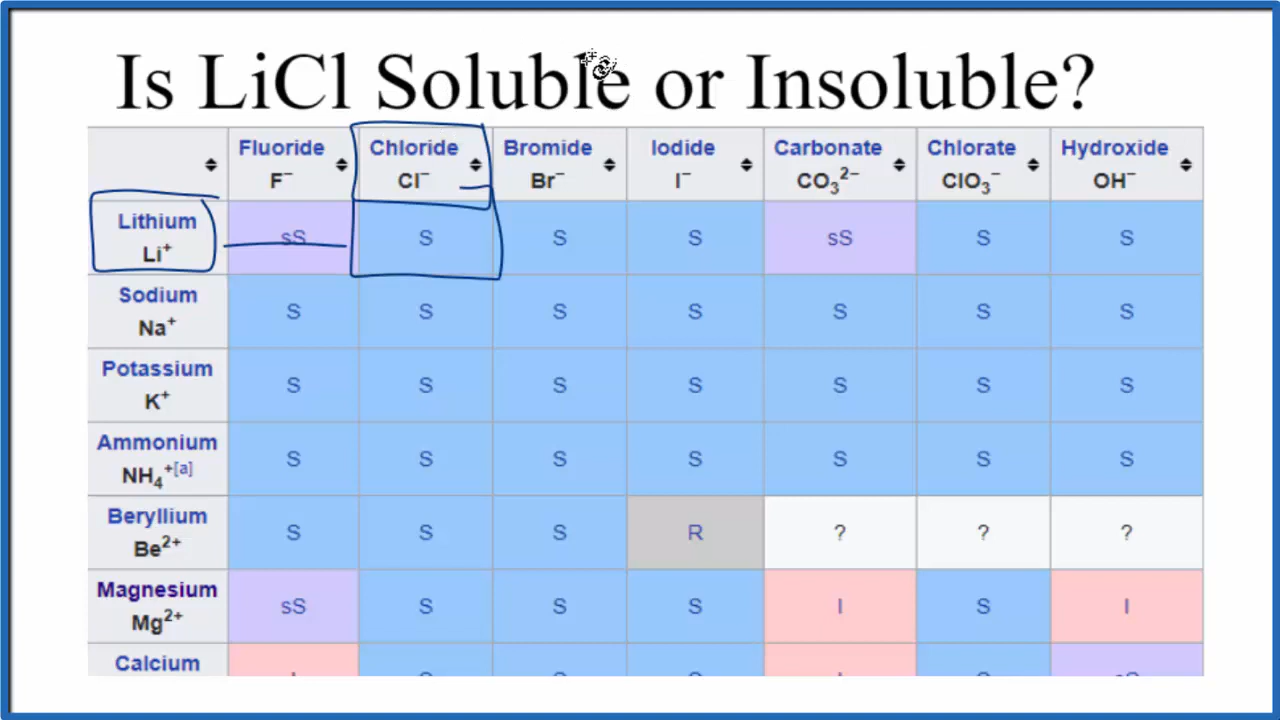 Is LiCl Soluble or Insoluble?
Fluoride F⁻ Chloride Cl⁻ Bromide Br⁻ Iodide I⁻ Carbonate CO₃²⁻ Chlorate ClO₃⁻ Hydroxide OH⁻
Lithium Li⁺ sS S S S sS S S
Sodium Na⁺ S S S S S S S
Potassium K⁺ S S S S S S S
Ammonium NH₄⁺[a] S S S S S S S
Beryllium Be²⁺ S S S R ? ? ?
Magnesium Mg²⁺ sS S S S I S I
Calcium